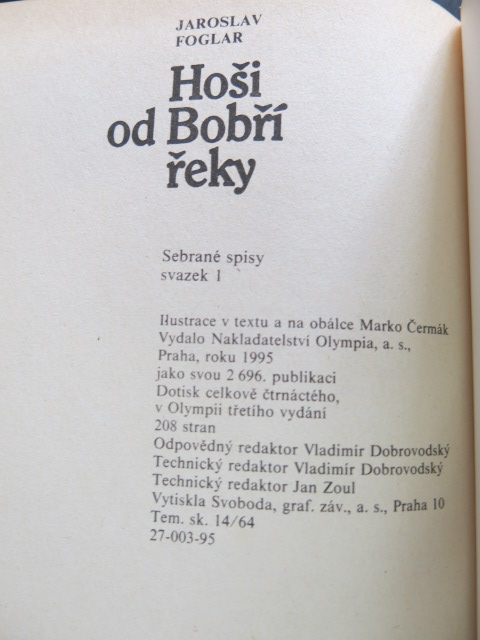 JAROSLAV
FOGLAR
Hoši
od Bobří
řeky
Sebrané spisy
svazek 1
Ilustrace v textu a na obálce Marko Čermák
Vydalo Nakladatelství Olympia, a. s.,
Praha, roku 1995
jako svou 2 696. publikaci
Dotisk celkově čtrnáctého,
v Olympii třetího vydání
208 stran
Odpovědný redaktor Vladimír Dobrovodský
Technický redaktor Vladimír Dobrovodský
Technický redaktor Jan Zoul
Vytiskla Svoboda, graf. záv., a. s., Praha 10
Tem. sk. 14/64
27-003-95